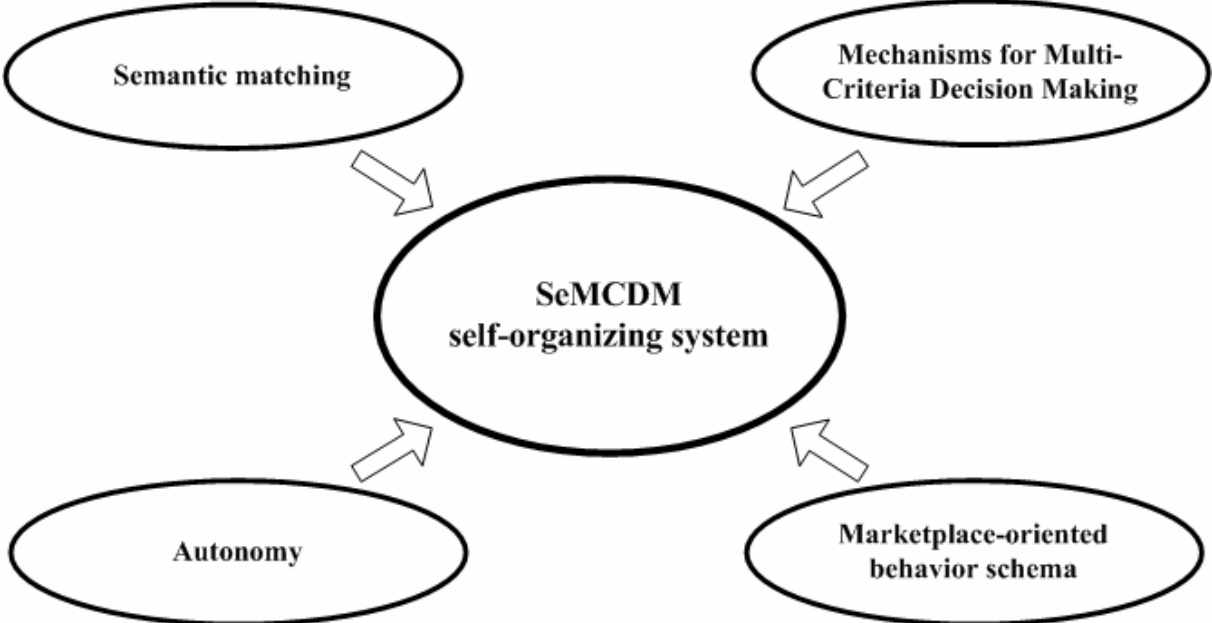 Semantic matching
Mechanisms for Multi-
Criteria Decision Making
SeMCDM
self-organizing system
Autonomy
Marketplace-oriented
behavior schema